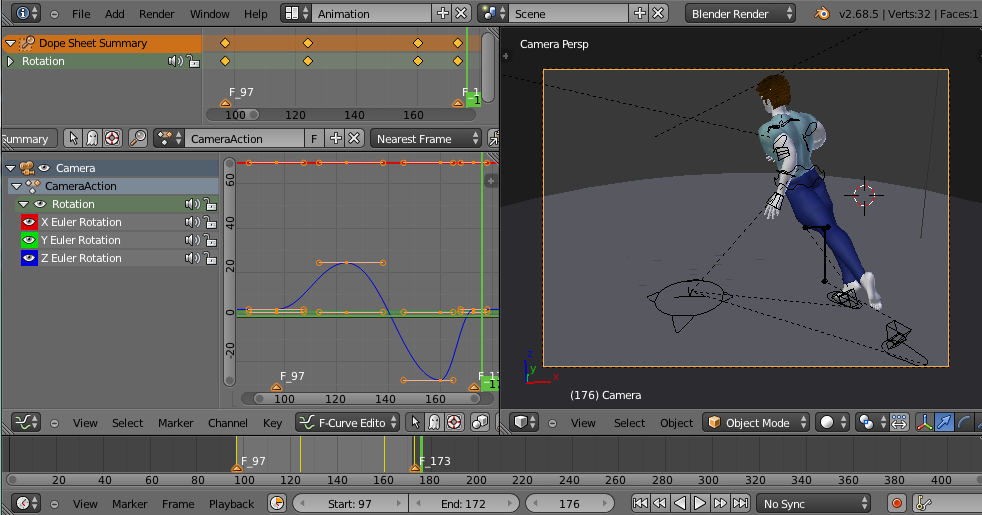 File Add Render Window Help Animation Scene Blender Render v2.68.5 | Verts:32 | Faces:1
Dope Sheet Summary
Rotation
F_97 F_1
100 120 140 160 1
Summary CameraAction F Nearest Frame
Camera
CameraAction
Rotation
X Euler Rotation
Y Euler Rotation
Z Euler Rotation
60
40
20
0
-20
F_97 F_17
100 120 140 160 1
Camera Persp
z
y
x
(176) Camera
View Select Marker Channel Key F-Curve Edito
View Select Object Object Mode
F_97 F_173
20 40 60 80 100 120 140 160 180 200 220 240 260 280 300 320 340 360 380 400
View Marker Frame Playback Start: 97 End: 172 176 No Sync